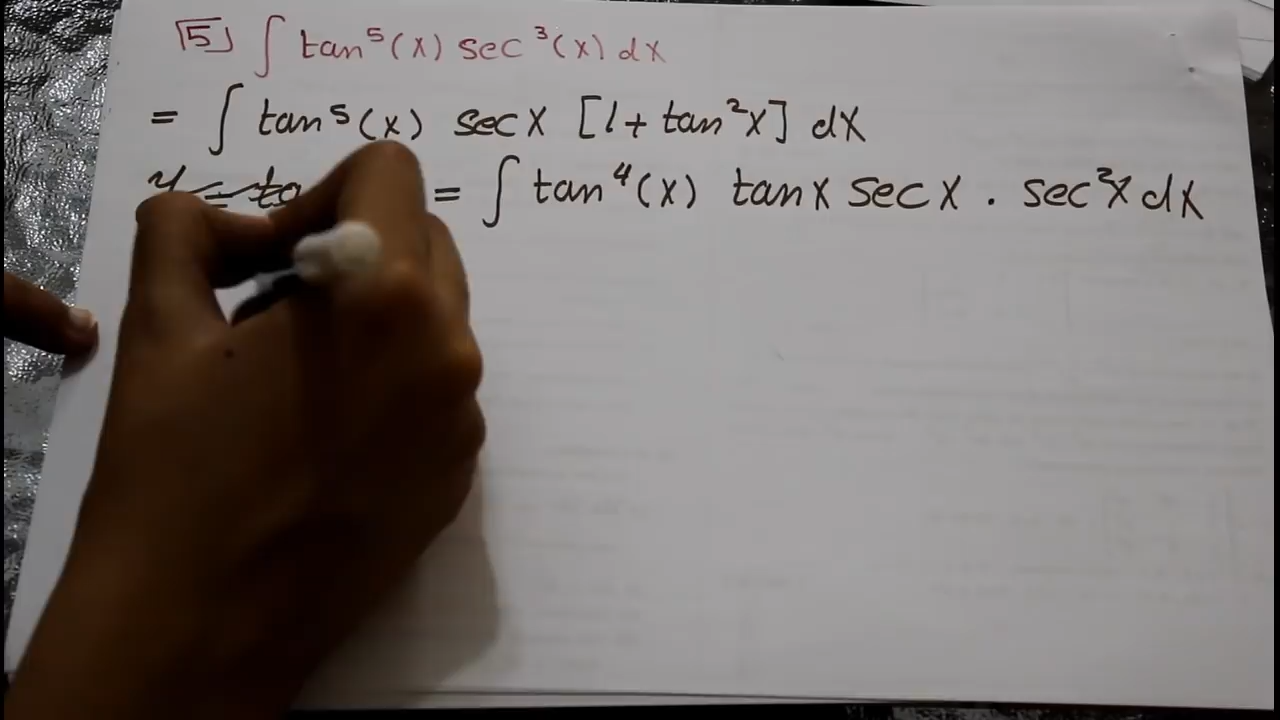 5 ∫ tan⁵(x) sec³(x) dx
= ∫ tan⁵(x) sec x [1 + tan²x] dx
= ∫ tan⁴(x) tan x sec x . sec²x dx